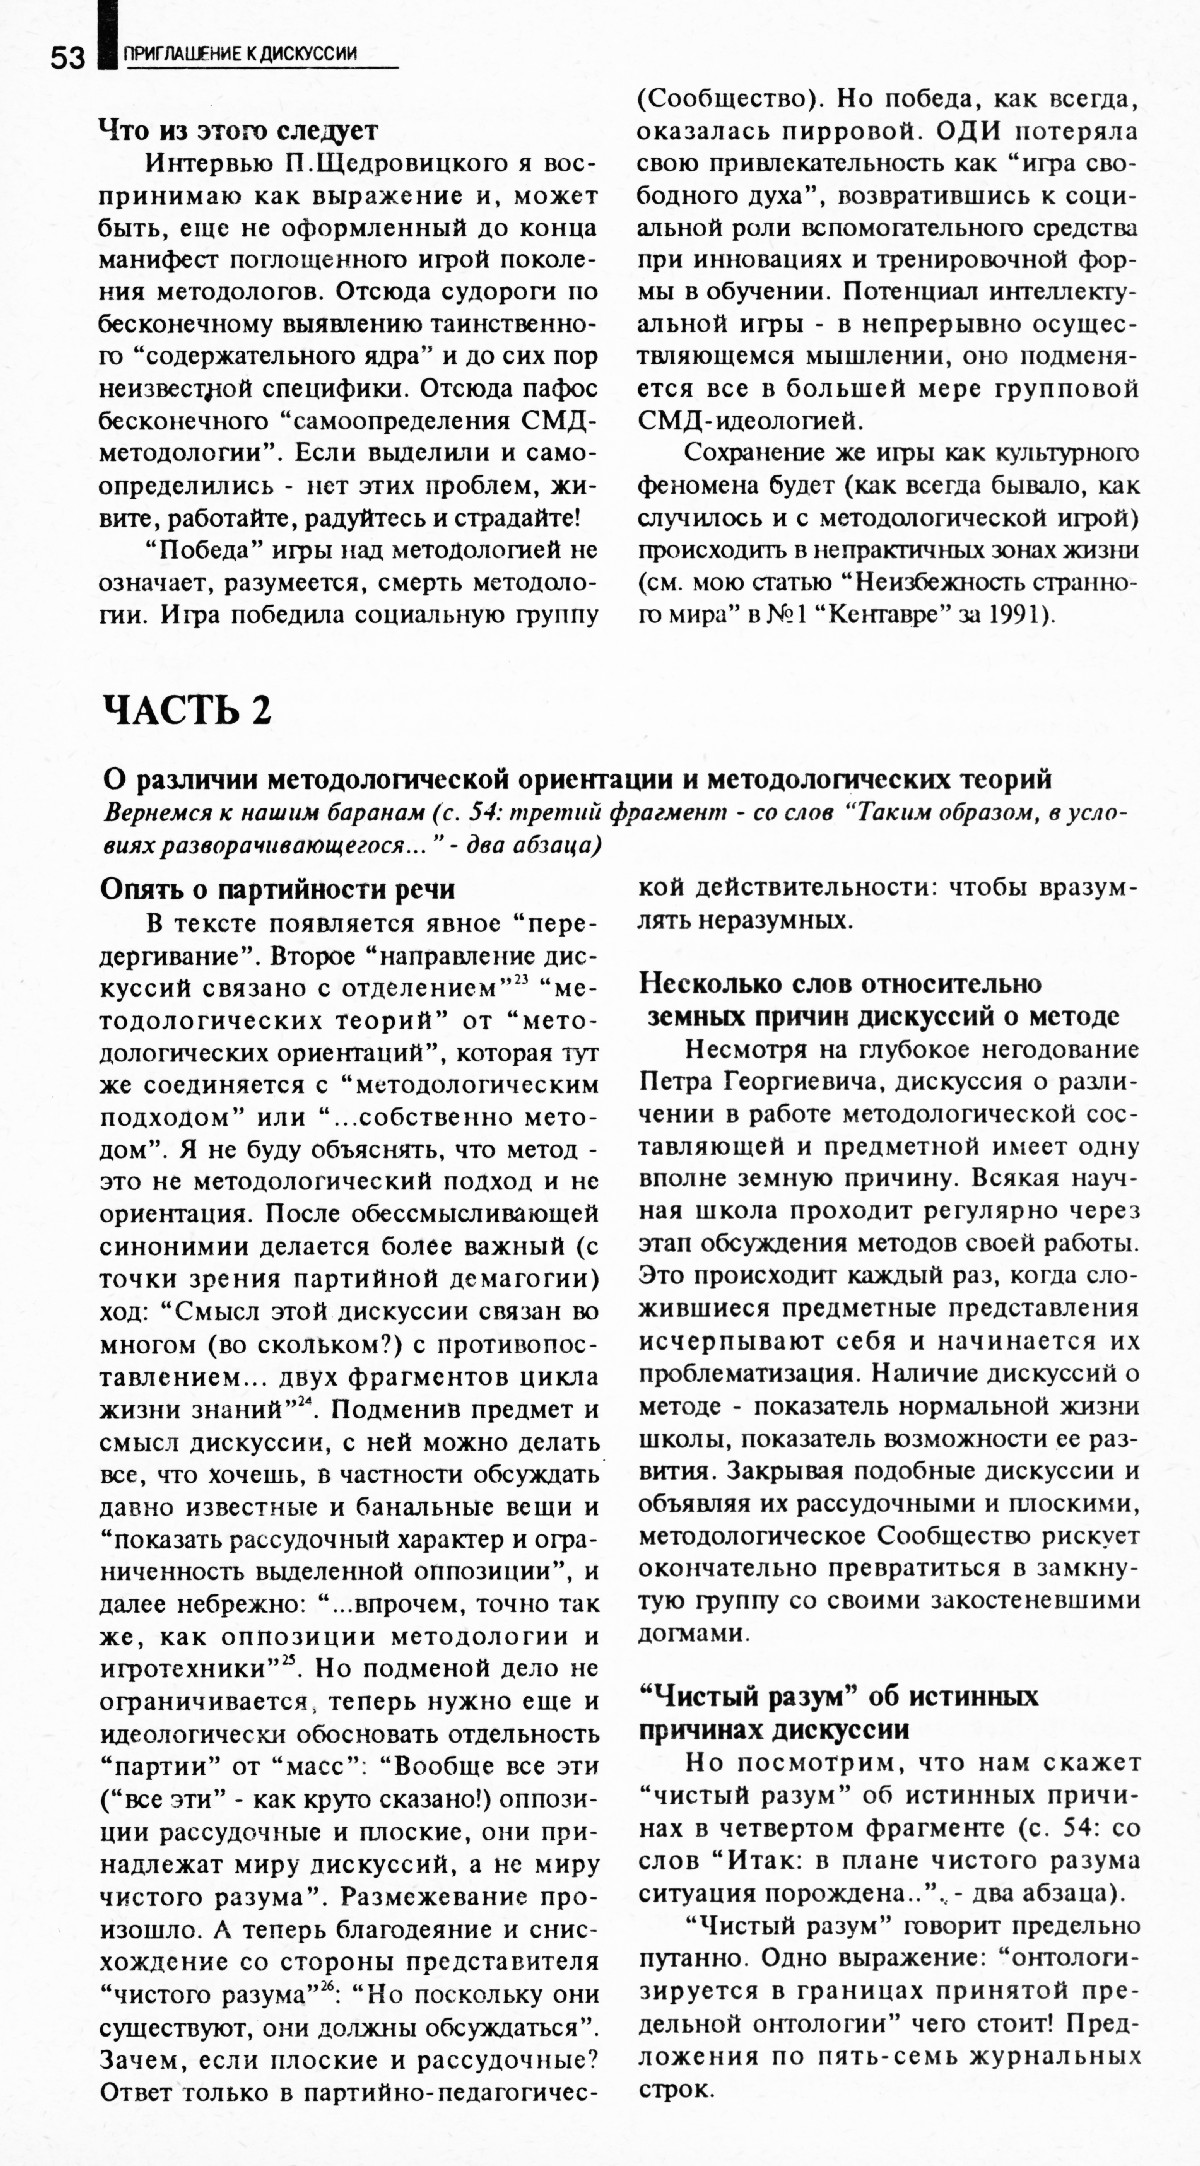 53 ПРИГЛАШЕНИЕ К ДИСКУССИИ
Что из этого следует
Интервью П.Щедровицкого я вос-
принимаю как выражение и, может
быть, еще не оформленный до конца
манифест поглощенного игрой поколе-
ния методологов. Отсюда судороги по
бесконечному выявлению таинственно-
го “содержательного ядра” и до сих пор
неизвестной специфики. Отсюда пафос
бесконечного “самоопределения СМД-
методологии”. Если выделили и само-
определились - нет этих проблем, жи-
вите, работайте, радуйтесь и страдайте!
“Победа” игры над методологией не
означает, разумеется, смерть методоло-
гии. Игра победила социальную группу
(Сообщество). Но победа, как всегда,
оказалась пирровой. ОДИ потеряла
свою привлекательность как “игра сво-
бодного духа”, возвратившись к соци-
альной роли вспомогательного средства
при инновациях и тренировочной фор-
мы в обучении. Потенциал интеллекту-
альной игры - в непрерывно осущес-
твляющемся мышлении, оно подменя-
ется все в большей мере групповой
СМД-идеологией.
Сохранение же игры как культурного
феномена будет (как всегда бывало, как
случилось и с методологической игрой)
происходить в непрактичных зонах жизни
(см. мою статью “Неизбежность странно-
го мира” в №1 “Кентавре” за 1991).
ЧАСТЬ 2
О различии методологической ориентации и методологических теорий
Вернемся к нашим баранам (с. 54: третий фрагмент - со слов “Таким образом, в усло-
виях разворачивающегося... ” - два абзаца)
Опять о партийности речи
В тексте появляется явное “пере-
дергивание”. Второе “направление дис-
куссий связано с отделением”²³ “ме-
тодологических теорий” от “мето-
дологических ориентаций”, которая тут
же соединяется с “методологическим
подходом” или “...собственно мето-
дом”. Я не буду объяснять, что метод -
это не методологический подход и не
ориентация. После обессмысливающей
синонимии делается более важный (с
точки зрения партийной демагогии)
ход: “Смысл этой дискуссии связан во
многом (во скольком?) с противопос-
тавлением... двух фрагментов цикла
жизни знаний”²⁴. Подменив предмет и
смысл дискуссии, с ней можно делать
все, что хочешь, в частности обсуждать
давно известные и банальные вещи и
“показать рассудочный характер и огра-
ниченность выделенной оппозиции”, и
далее небрежно: “...впрочем, точно так
же, как оппозиции методологии и
игротехники”²⁵. Но подменой дело не
ограничивается, теперь нужно еще и
идеологически обосновать отдельность
“партии” от “масс”: “Вообще все эти
(“все эти” - как круто сказано!) оппози-
ции рассудочные и плоские, они при-
надлежат миру дискуссий, а не миру
чистого разума”. Размежевание про-
изошло. А теперь благодеяние и снис-
хождение со стороны представителя
“чистого разума”²⁶: “Но поскольку они
существуют, они должны обсуждаться”.
Зачем, если плоские и рассудочные?
Ответ только в партийно-педагогичес-
кой действительности: чтобы вразум-
лять неразумных.
Несколько слов относительно
земных причин дискуссий о методе
Несмотря на глубокое негодование
Петра Георгиевича, дискуссия о разли-
чении в работе методологической сос-
тавляющей и предметной имеет одну
вполне земную причину. Всякая науч-
ная школа проходит регулярно через
этап обсуждения методов своей работы.
Это происходит каждый раз, когда сло-
жившиеся предметные представления
исчерпывают себя и начинается их
проблематизация. Наличие дискуссий о
методе - показатель нормальной жизни
школы, показатель возможности ее раз-
вития. Закрывая подобные дискуссии и
объявляя их рассудочными и плоскими,
методологическое Сообщество рискует
окончательно превратиться в замкну-
тую группу со своими закостеневшими
догмами.
“Чистый разум” об истинных
причинах дискуссии
Но посмотрим, что нам скажет
“чистый разум” об истинных причи-
нах в четвертом фрагменте (с. 54: со
слов “Итак: в плане чистого разума
ситуация порождена..”., - два абзаца).
“Чистый разум” говорит предельно
путанно. Одно выражение: “онтологи-
зируется в границах принятой пре-
дельной онтологии” чего стоит! Пред-
ложения по пять-семь журнальных
строк.